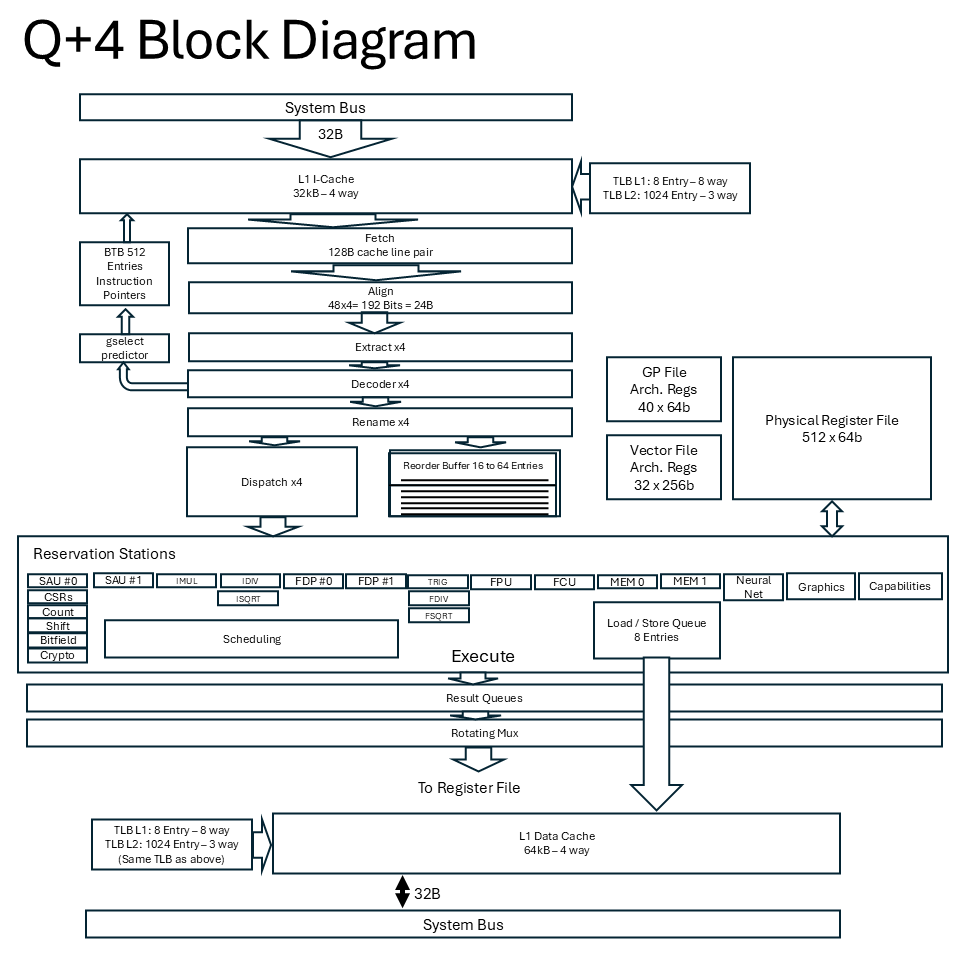 Q+4 Block Diagram
System Bus
32B
L1 I-Cache
32kB – 4 way
TLB L1: 8 Entry – 8 way
TLB L2: 1024 Entry – 3 way
Fetch
128B cache line pair
BTB 512
Entries
Instruction
Pointers
Align
48x4= 192 Bits = 24B
gselect
predictor
Extract x4
Decoder x4
Rename x4
GP File
Arch. Regs
40 x 64b
Physical Register File
512 x 64b
Vector File
Arch. Regs
32 x 256b
Dispatch x4
Reorder Buffer 16 to 64 Entries
Reservation Stations
SAU #0
SAU #1
IMUL
IDIV
FDP #0
FDP #1
TRIG
FPU
FCU
MEM 0
MEM 1
Neural
Net
Graphics
Capabilities
CSRs
ISQRT
FDIV
Count
FSQRT
Shift
Bitfield
Crypto
Scheduling
Load / Store Queue
8 Entries
Execute
Result Queues
Rotating Mux
To Register File
TLB L1: 8 Entry – 8 way
TLB L2: 1024 Entry – 3 way
(Same TLB as above)
L1 Data Cache
64kB – 4 way
32B
System Bus